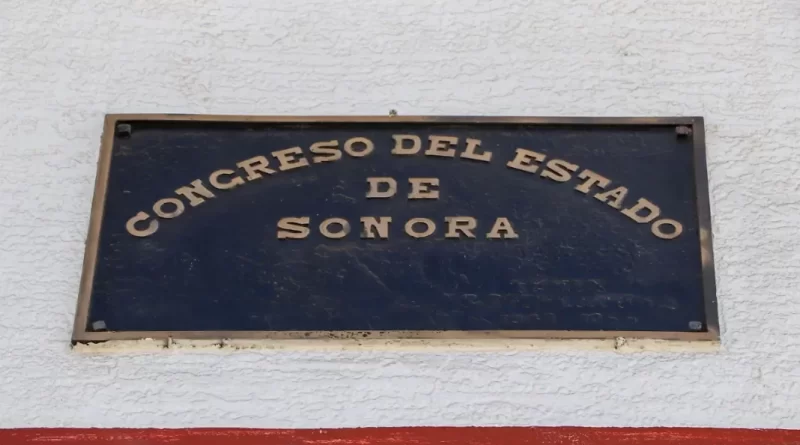 CONGRESO DEL ESTADO
DE
SONORA